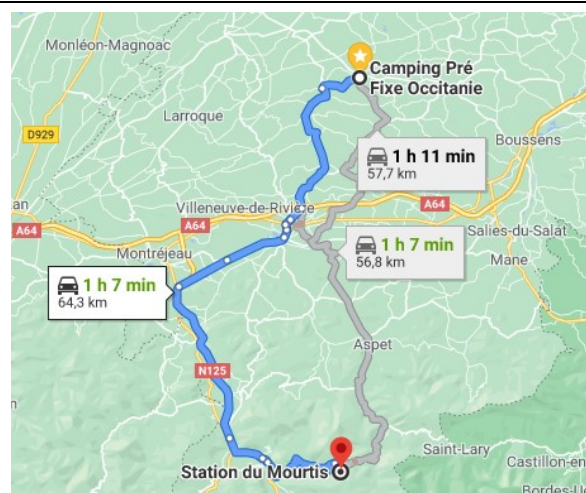 Monléon-Magnoac
Camping Pré
Fixe Occitanie
Larroque
D929
Boussens
1 h 11 min
57,7 km
Villeneuve-de-Rivière
A64
A64
A64
Salies-du-Salat
1 h 7 min
56,8 km
Mane
Montréjeau
1 h 7 min
64,3 km
Aspet
N125
Saint-Lary
Castillon-en
Station du Mourtis